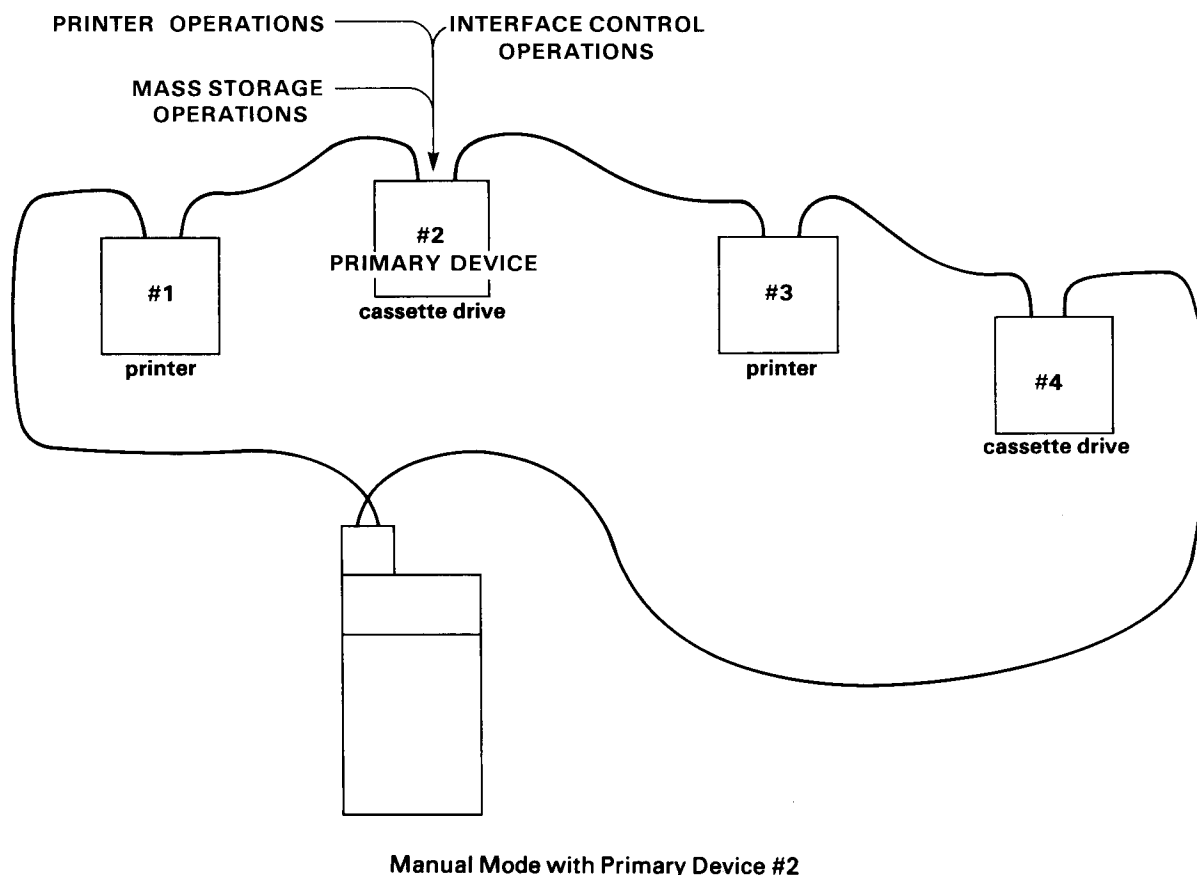 PRINTER OPERATIONS
INTERFACE CONTROL
OPERATIONS
MASS STORAGE
OPERATIONS
#1
printer
#2
PRIMARY DEVICE
cassette drive
#3
printer
#4
cassette drive
Manual Mode with Primary Device #2